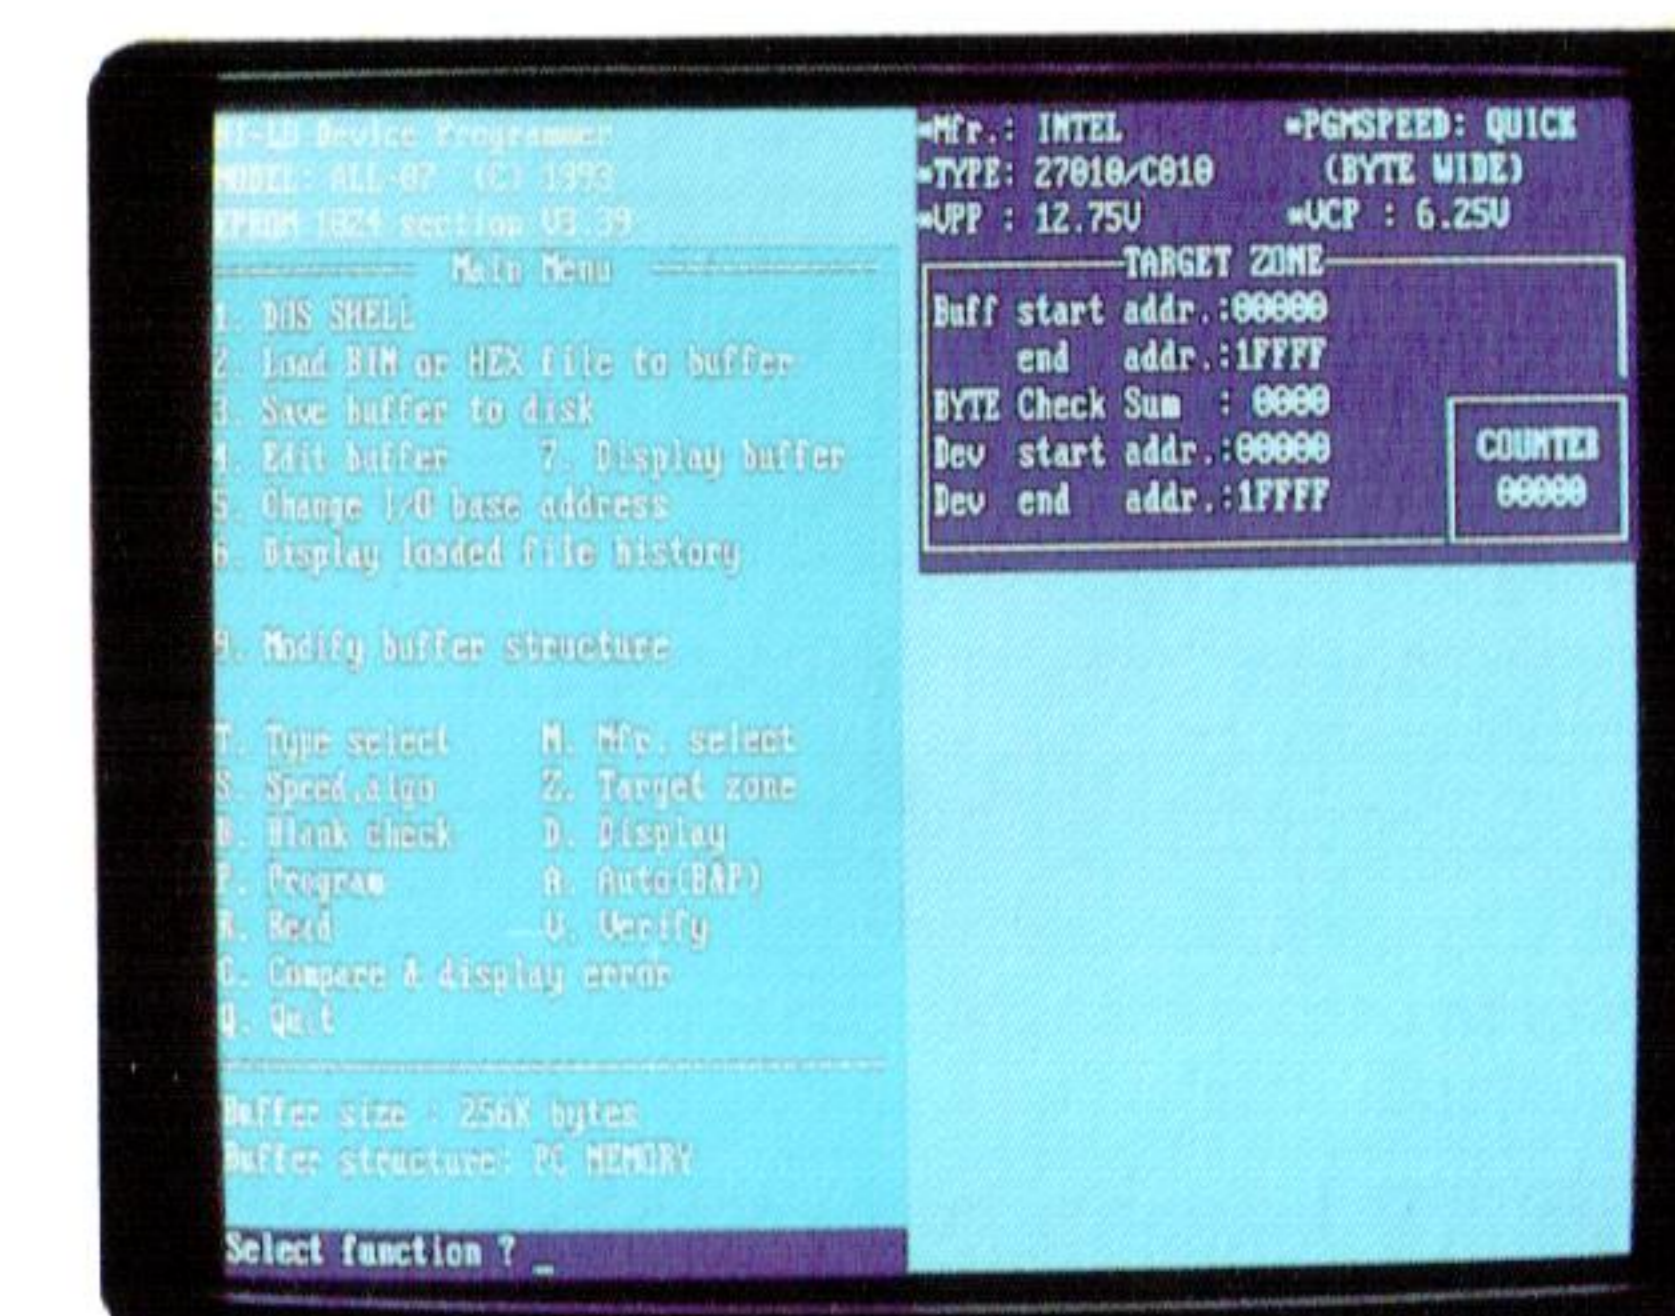 HI-LO Device Programmer
MODEL: ALL-07 (C) 1993
EPROM 1024 section V3.39
Main Menu
1. DOS SHELL
2. Load BIN or HEX file to buffer
3. Save buffer to disk
4. Edit buffer 7. Display buffer
5. Change I/O base address
6. Display loaded file history
9. Modify buffer structure
T. Type select M. Mfr. select
S. Speed.algo Z. Target zone
B. Blank check D. Display
P. Program A. Auto(B&P)
R. Read V. Verify
C. Compare & display error
Q. Quit
Buffer size : 256K bytes
Buffer structure: PC MEMORY
Select function ? _
*Mfr.: INTEL *PGMSPEED: QUICK
*TYPE: 27010/C010 (BYTE WIDE)
*VPP : 12.75V *VCP : 6.25V
TARGET ZONE
Buff start addr.:00000
end addr.:1FFFF
BYTE Check Sum : 0000
Dev start addr.:00000
Dev end addr.:1FFFF
COUNTER
00000